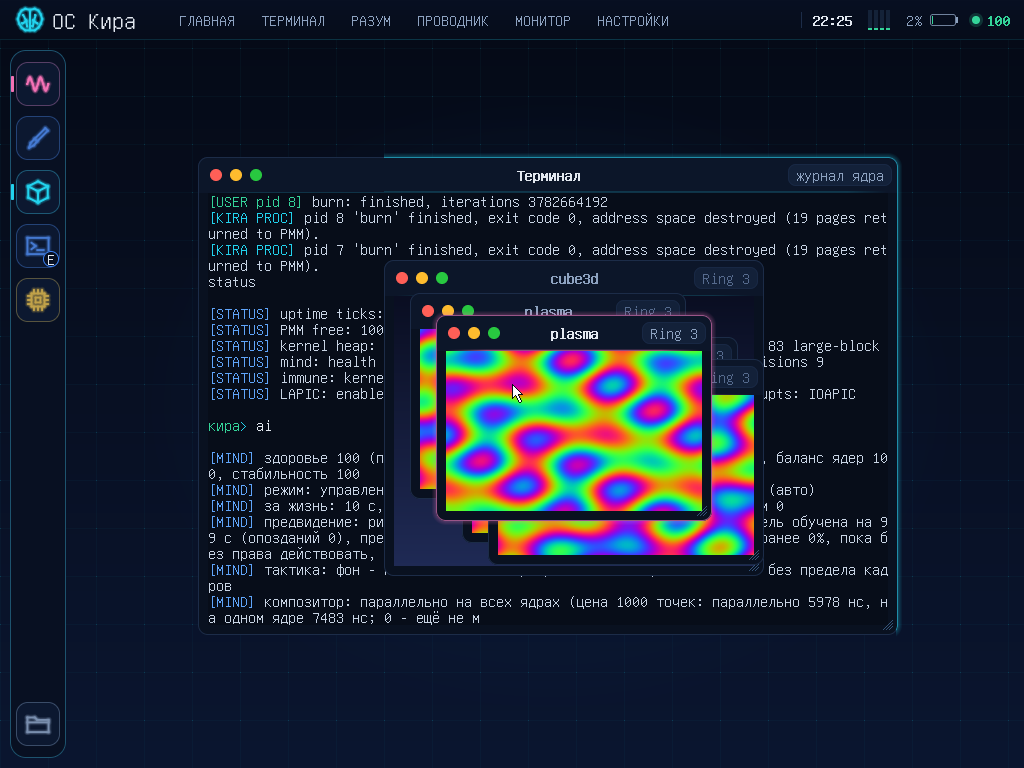 ОС Кира
ГЛАВНАЯ ТЕРМИНАЛ РАЗУМ ПРОВОДНИК МОНИТОР НАСТРОЙКИ
22:25 2% 100
Терминал журнал ядра
[USER pid 8] burn: finished, iterations 3782664192
[KIRA PROC] pid 8 'burn' finished, exit code 0, address space destroyed (19 pages ret
urned to PMM).
[KIRA PROC] pid 7 'burn' finished, exit code 0, address space destroyed (19 pages ret
urned to PMM).
status
[STATUS] uptime ticks:
[STATUS] PMM free: 100
[STATUS] kernel heap: 83 large-block
[STATUS] mind: health 9
[STATUS] immune: kerne
[STATUS] LAPIC: enable IOAPIC
кира> ai
[MIND] здоровье 100 (п , баланс ядер 10
0, стабильность 100
[MIND] режим: управлен (авто)
[MIND] за жизнь: 10 с, 0
[MIND] предвидение: ри обучена на 9
9 с (опозданий 0), пре ранее 0%, пока б
ез права действовать,
[MIND] тактика: фон - без предела кад
ров
[MIND] композитор: параллельно на всех ядрах (цена 1000 точек: параллельно 5978 нс, н
а одном ядре 7483 нс; 0 - ещё не м
cube3d Ring 3
plasma Ring 3
plasma Ring 3
3
ing 3
E